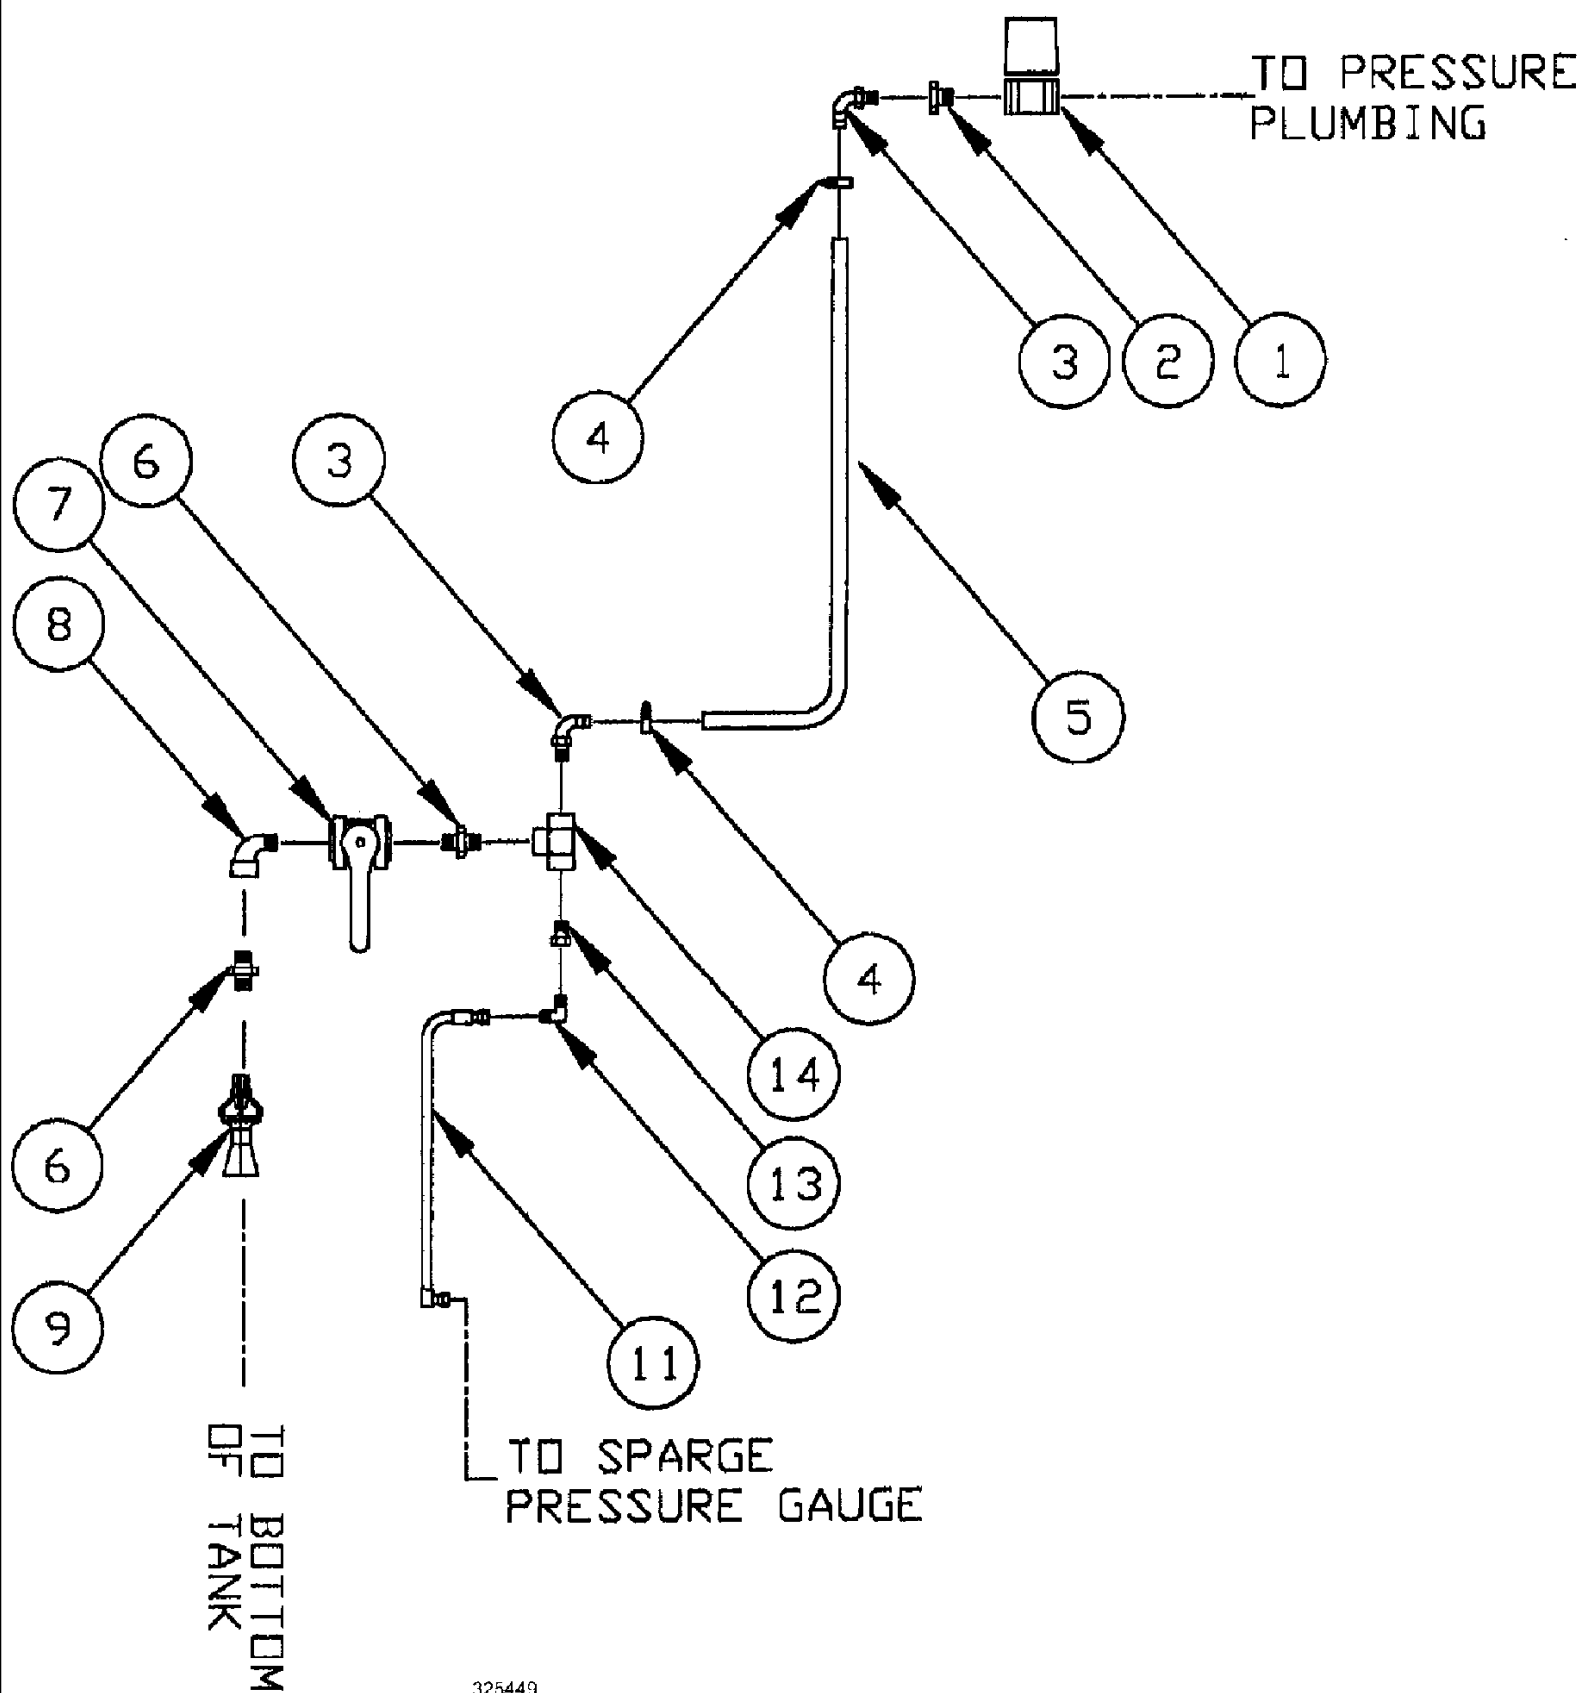 TO PRESSURE
PLUMBING
3
2
1
4
6
3
7
8
5
4
14
6
13
12
9
11
TO SPARGE
PRESSURE GAUGE
TO BOTTOM
OF TANK
325449